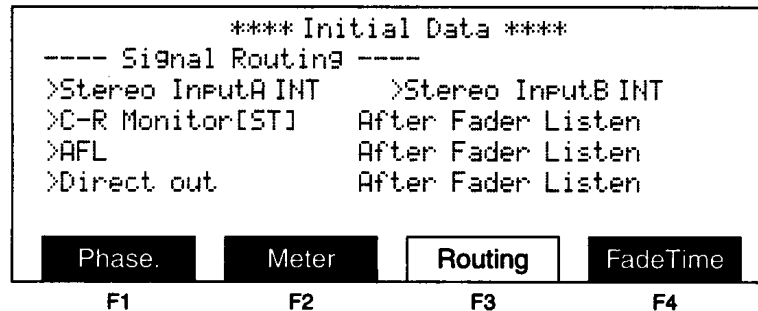 **** Initial Data ****
---- Signal Routing ----
>Stereo InputA INT >Stereo InputB INT
>C-R Monitor[ST] After Fader Listen
>AFL After Fader Listen
>Direct out After Fader Listen
Phase. Meter Routing FadeTime
F1 F2 F3 F4